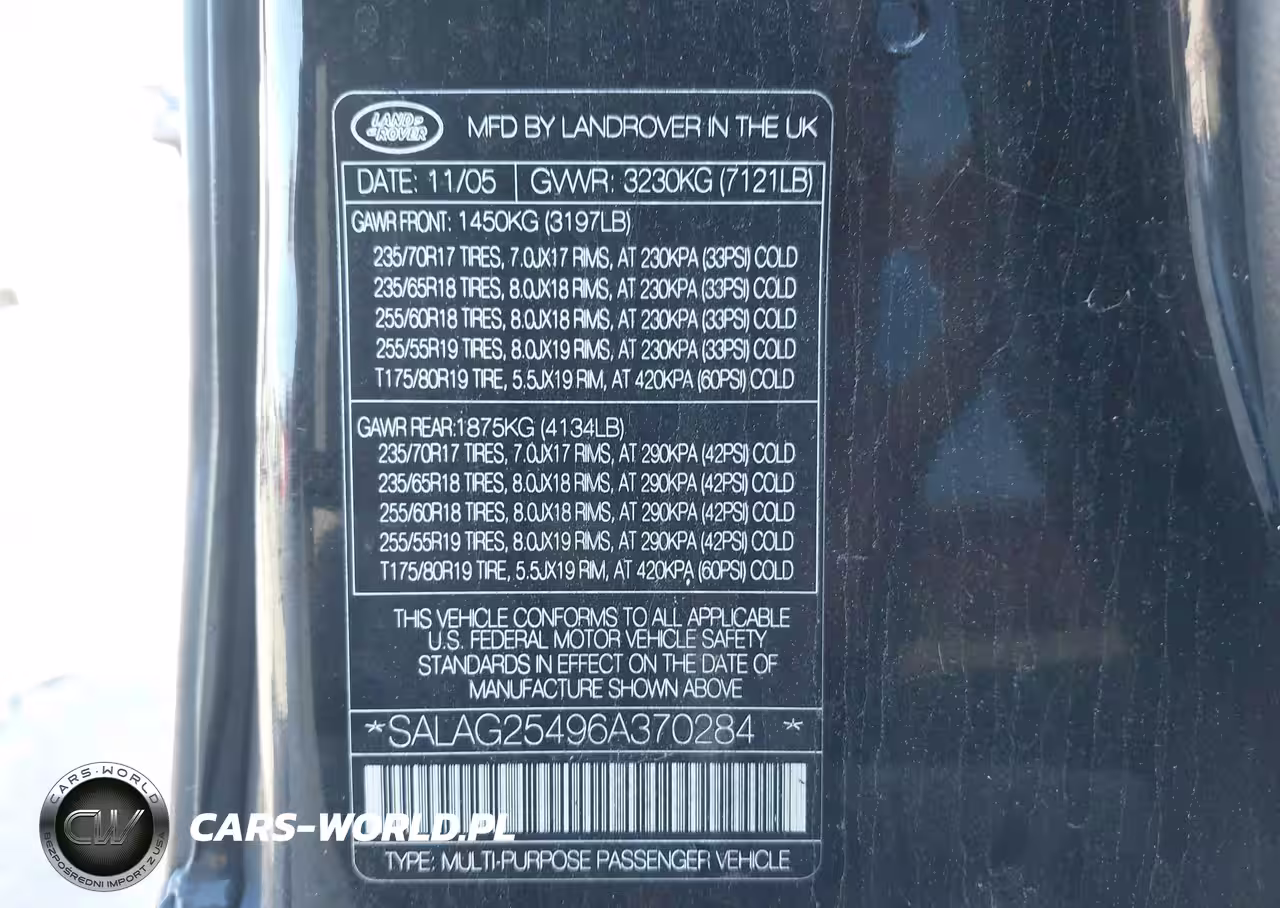 LAND-
-ROVER
MFD BY LANDROVER IN THE UK
DATE: 11/05 GVWR: 3230KG (7121LB)
GAWR FRONT: 1450KG (3197LB)
235/70R17 TIRES, 7.0JX17 RIMS, AT 230KPA (33PSI) COLD
235/65R18 TIRES, 8.0JX18 RIMS, AT 230KPA (33PSI) COLD
255/60R18 TIRES, 8.0JX18 RIMS, AT 230KPA (33PSI) COLD
255/55R19 TIRES, 8.0JX19 RIMS, AT 230KPA (33PSI) COLD
T175/80R19 TIRE, 5.5JX19 RIM, AT 420KPA (60PSI) COLD
GAWR REAR:1875KG (4134LB)
235/70R17 TIRES, 7.0JX17 RIMS, AT 290KPA (42PSI) COLD
235/65R18 TIRES, 8.0JX18 RIMS, AT 290KPA (42PSI) COLD
255/60R18 TIRES, 8.0JX18 RIMS, AT 290KPA (42PSI) COLD
255/55R19 TIRES, 8.0JX19 RIMS, AT 290KPA (42PSI) COLD
T175/80R19 TIRE, 5.5JX19 RIM, AT 420KPA (60PSI) COLD
THIS VEHICLE CONFORMS TO ALL APPLICABLE
U.S. FEDERAL MOTOR VEHICLE SAFETY
STANDARDS IN EFFECT ON THE DATE OF
MANUFACTURE SHOWN ABOVE
*SALAG25496A370284 *
TYPE: MULTI-PURPOSE PASSENGER VEHICLE
CARS-WORLD
CW
BEZPOŚREDNI IMPORT Z USA
CARS-WORLD.PL